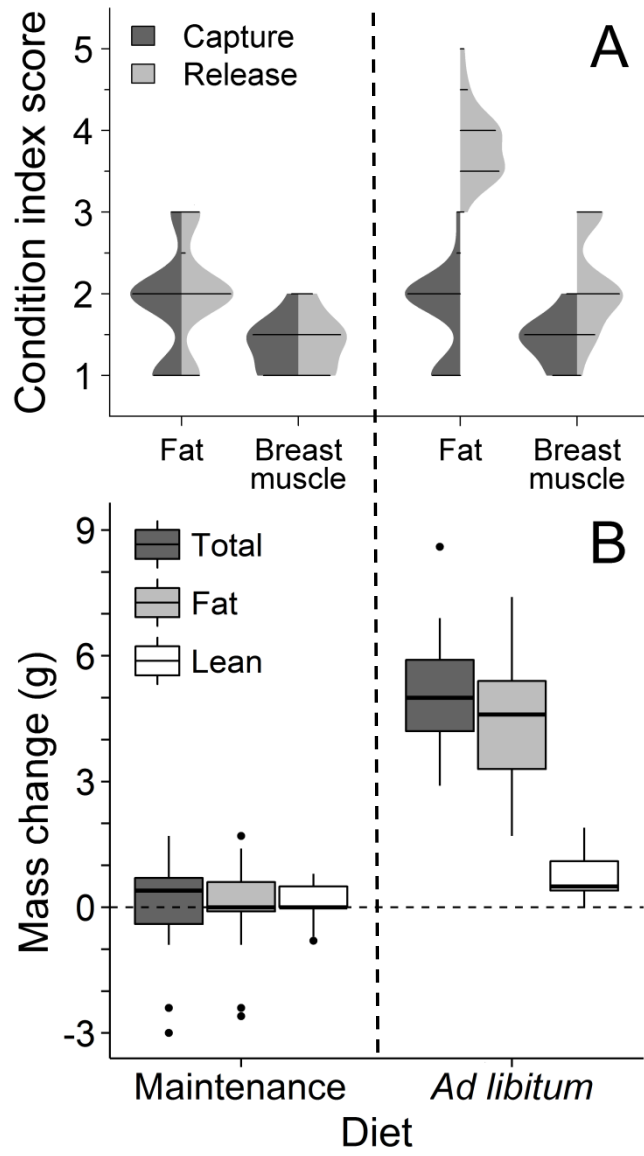 Condition index score
5
4
3
2
1
Capture
Release
A
Fat
Breast
muscle
Fat
Breast
muscle
Mass change (g)
9
6
3
0
-3
Total
Fat
Lean
B
Maintenance
Ad libitum
Diet